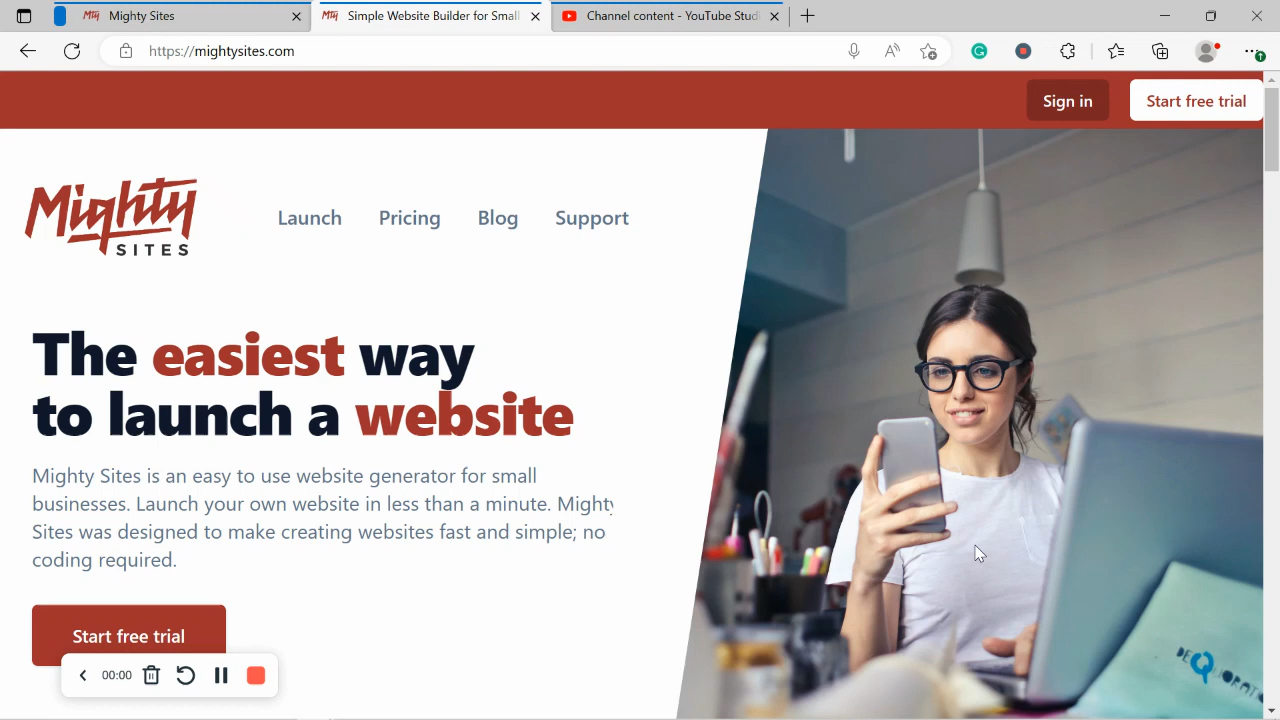 Mighty Sites
Simple Website Builder for Small
Channel content - YouTube Studi
https://mightysites.com
Sign in
Start free trial
Mighty
SITES
Launch
Pricing
Blog
Support
The easiest way
to launch a website
Mighty Sites is an easy to use website generator for small
businesses. Launch your own website in less than a minute. Mighty
Sites was designed to make creating websites fast and simple; no
coding required.
Start free trial
00:00